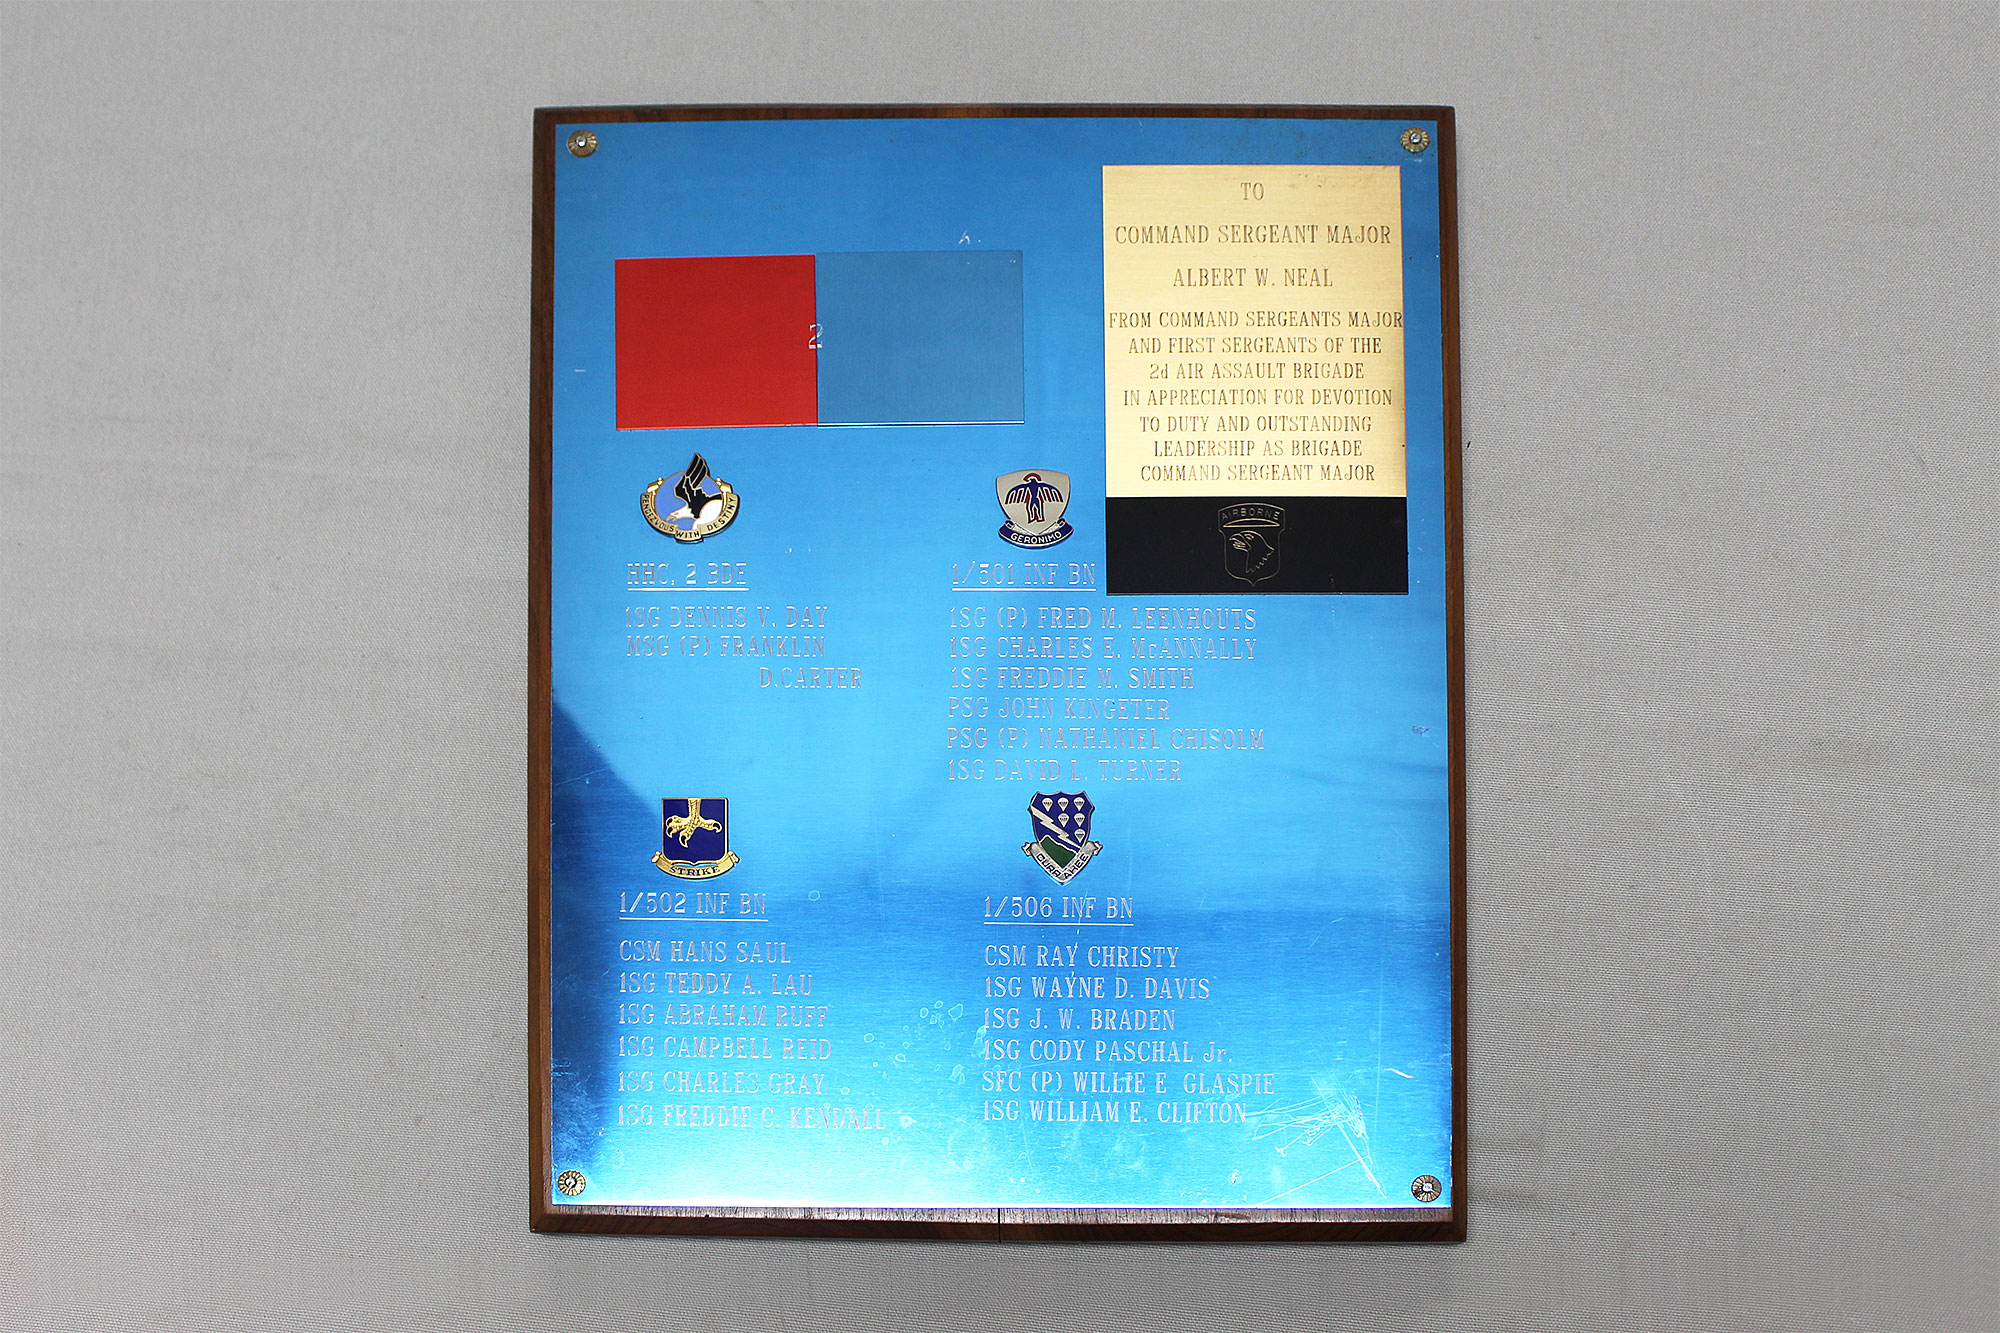 TO
COMMAND SERGEANT MAJOR
ALBERT W. NEAL
FROM COMMAND SERGEANTS MAJOR
AND FIRST SERGEANTS OF THE
2d AIR ASSAULT BRIGADE
IN APPRECIATION FOR DEVOTION
TO DUTY AND OUTSTANDING
LEADERSHIP AS BRIGADE
COMMAND SERGEANT MAJOR
AIRBORNE
2
RENDEZVOUS WITH DESTINY
HHC, 2 BDE
1SG DENNIS V. DAY
MSG (P) FRANKLIN
D.CARTER
GERONIMO
1/501 INF BN
1SG (P) FRED M. LEENHOUTS
1SG CHARLES E. McANNALLY
1SG FREDDIE M. SMITH
PSG JOHN KINGETER
PSG (P) NATHANIEL CHISOLM
1SG DAVID L. TURNER
STRIKE
1/502 INF BN
CSM HANS SAUL
1SG TEDDY A. LAU
1SG ABRAHAM RUFF
1SG CAMPBELL REID
1SG CHARLES GRAY
1SG FREDDIE C. KENDALL
CURRAHEE
1/506 INF BN
CSM RAY CHRISTY
1SG WAYNE D. DAVIS
1SG J. W. BRADEN
1SG CODY PASCHAL Jr.
SFC (P) WILLIE E GLASPIE
1SG WILLIAM E. CLIFTON